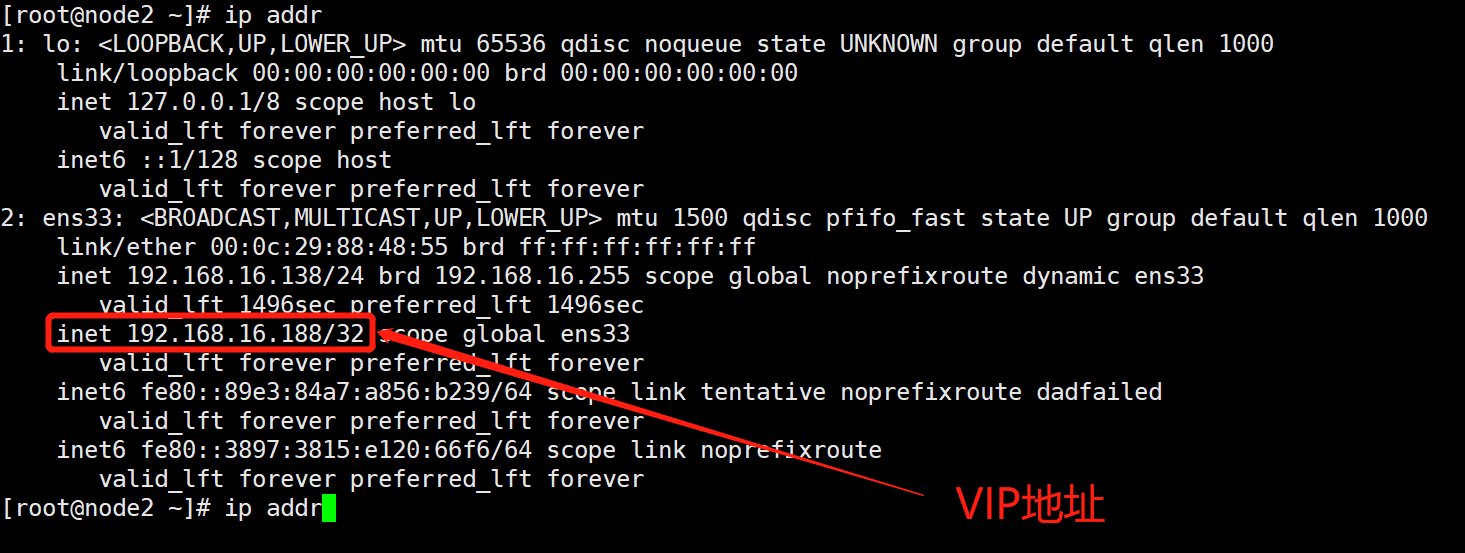 [root@node2 ~]# ip addr
1: lo: <LOOPBACK,UP,LOWER_UP> mtu 65536 qdisc noqueue state UNKNOWN group default qlen 1000
    link/loopback 00:00:00:00:00:00 brd 00:00:00:00:00:00
    inet 127.0.0.1/8 scope host lo
       valid_lft forever preferred_lft forever
    inet6 ::1/128 scope host
       valid_lft forever preferred_lft forever
2: ens33: <BROADCAST,MULTICAST,UP,LOWER_UP> mtu 1500 qdisc pfifo_fast state UP group default qlen 1000
    link/ether 00:0c:29:88:48:55 brd ff:ff:ff:ff:ff:ff
    inet 192.168.16.138/24 brd 192.168.16.255 scope global noprefixroute dynamic ens33
       valid_lft 1496sec preferred_lft 1496sec
    inet 192.168.16.188/32 scope global ens33
       valid_lft forever preferred_lft forever
    inet6 fe80::89e3:84a7:a856:b239/64 scope link tentative noprefixroute dadfailed
       valid_lft forever preferred_lft forever
    inet6 fe80::3897:3815:e120:66f6/64 scope link noprefixroute
       valid_lft forever preferred_lft forever
[root@node2 ~]# ip addr
VIP地址